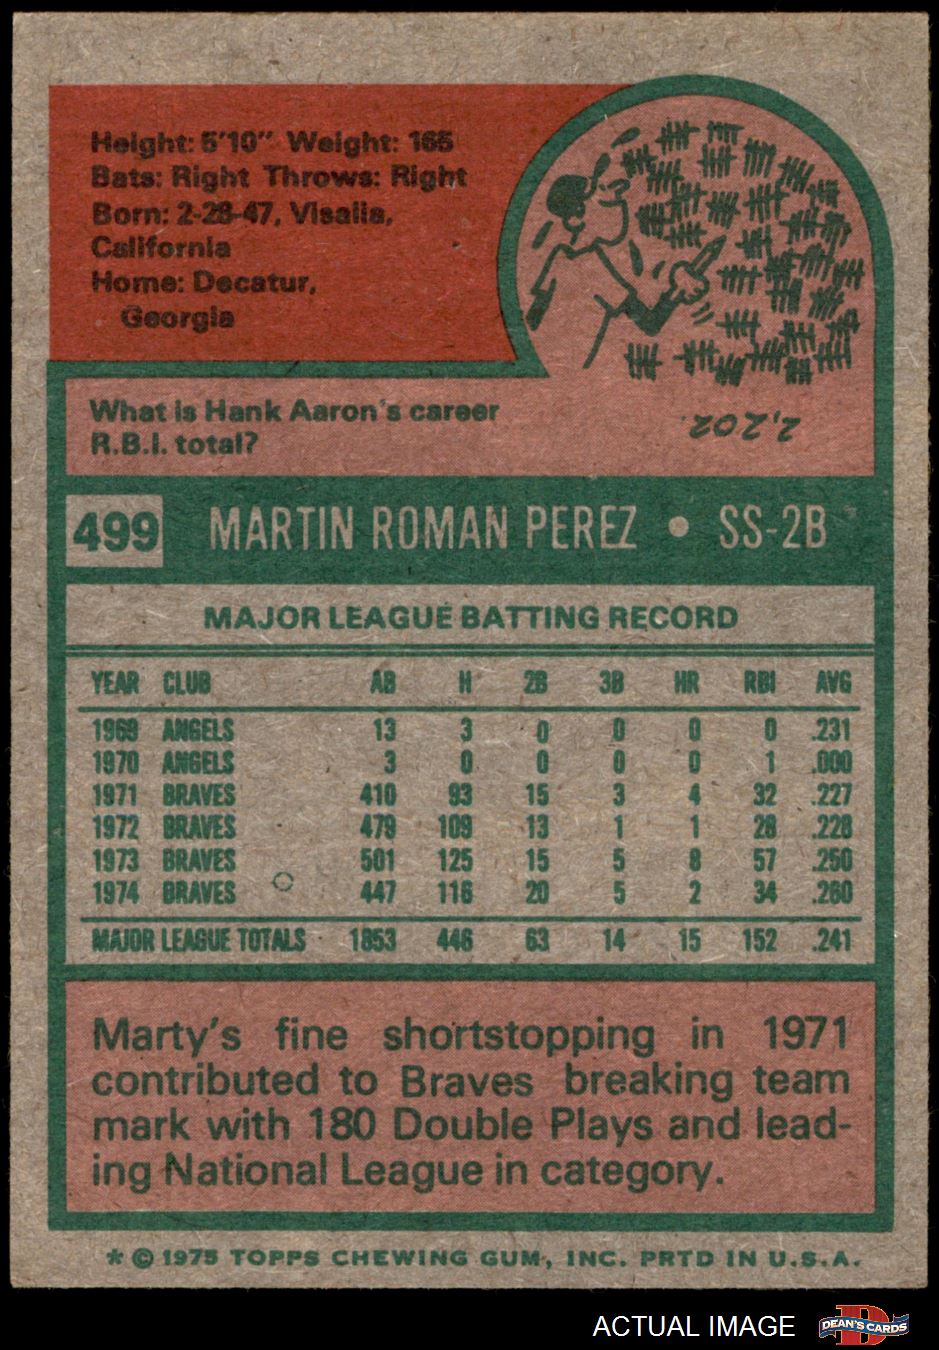 Height: 5'10" Weight: 165
Bats: Right Throws: Right
Born: 2-28-47, Visalia,
California
Home: Decatur,
Georgia
What is Hank Aaron's career
R.B.I. total?
2,202.
499 MARTIN ROMAN PEREZ • SS-2B
MAJOR LEAGUE BATTING RECORD
YEAR CLUB AB H 2B 3B HR RBI AVG
1969 ANGELS 13 3 0 0 0 0 .231
1970 ANGELS 3 0 0 0 0 1 .000
1971 BRAVES 410 93 15 3 4 32 .227
1972 BRAVES 479 109 13 1 1 28 .228
1973 BRAVES 501 125 15 5 8 57 .250
1974 BRAVES 447 116 20 5 2 34 .260
MAJOR LEAGUE TOTALS 1853 446 63 14 15 152 .241
Marty's fine shortstopping in 1971
contributed to Braves breaking team
mark with 180 Double Plays and lead-
ing National League in category.
* © 1975 TOPPS CHEWING GUM, INC. PRTD IN U.S.A.
ACTUAL IMAGE
D
DEAN'S CARDS